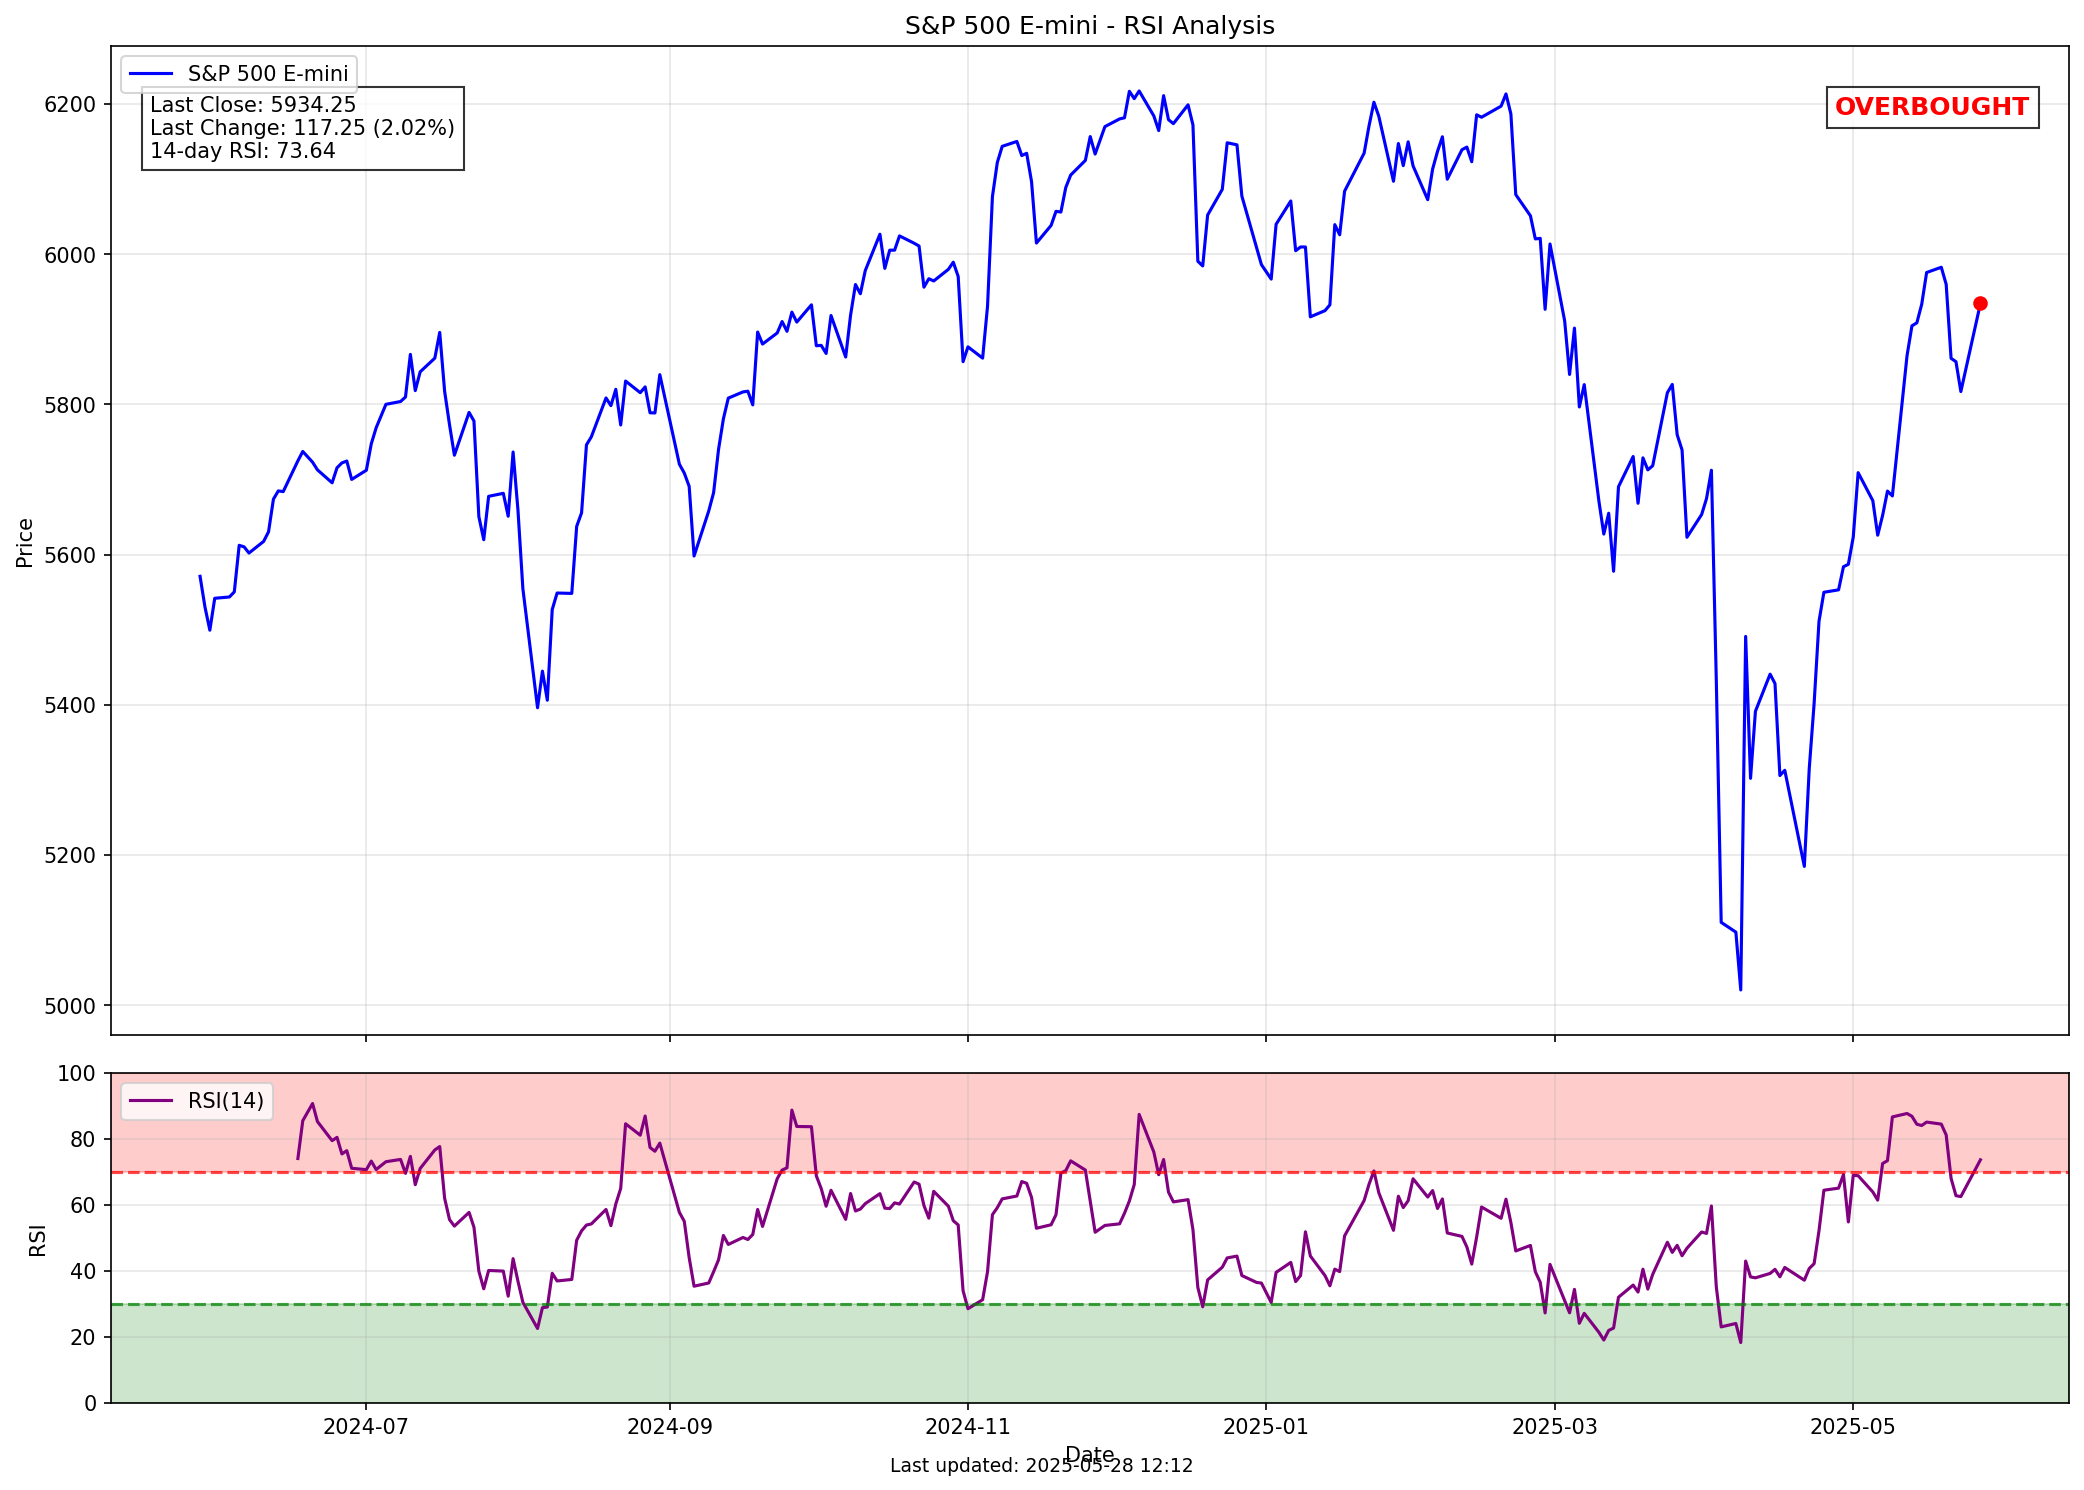 S&P 500 E-mini - RSI Analysis
S&P 500 E-mini
Last Close: 5934.25
Last Change: 117.25 (2.02%)
14-day RSI: 73.64
OVERBOUGHT
Price
6200
6000
5800
5600
5400
5200
5000
RSI(14)
RSI
100
80
60
40
20
0
2024-07
2024-09
2024-11
2025-01
2025-03
2025-05
Date
Last updated: 2025-05-28 12:12